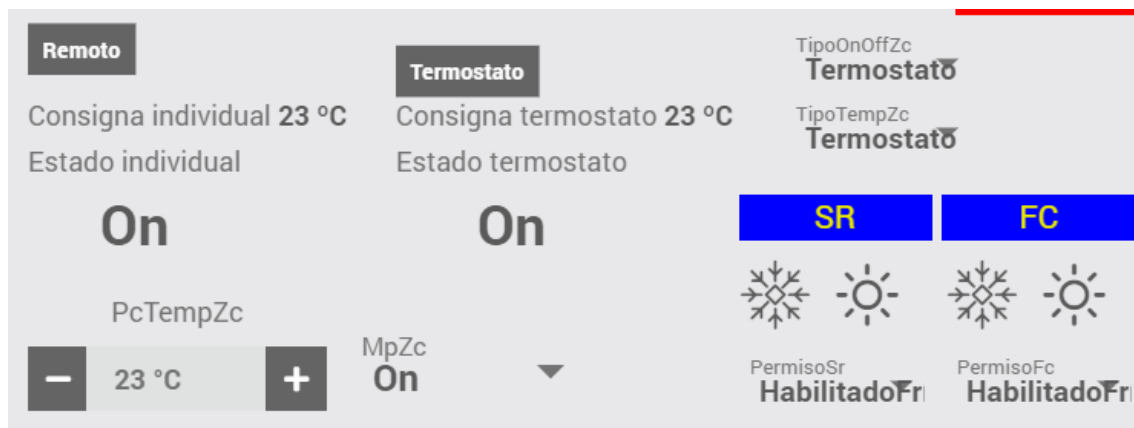 Remoto
Consigna individual 23 ºC
Estado individual
On
PcTempZc
− 23 °C +
Termostato
Consigna termostato 23 ºC
Estado termostato
On
MpZc
On
TipoOnOffZc
Termostato
TipoTempZc
Termostato
SR
FC
PermisoSr
HabilitadoFr
PermisoFc
HabilitadoFr